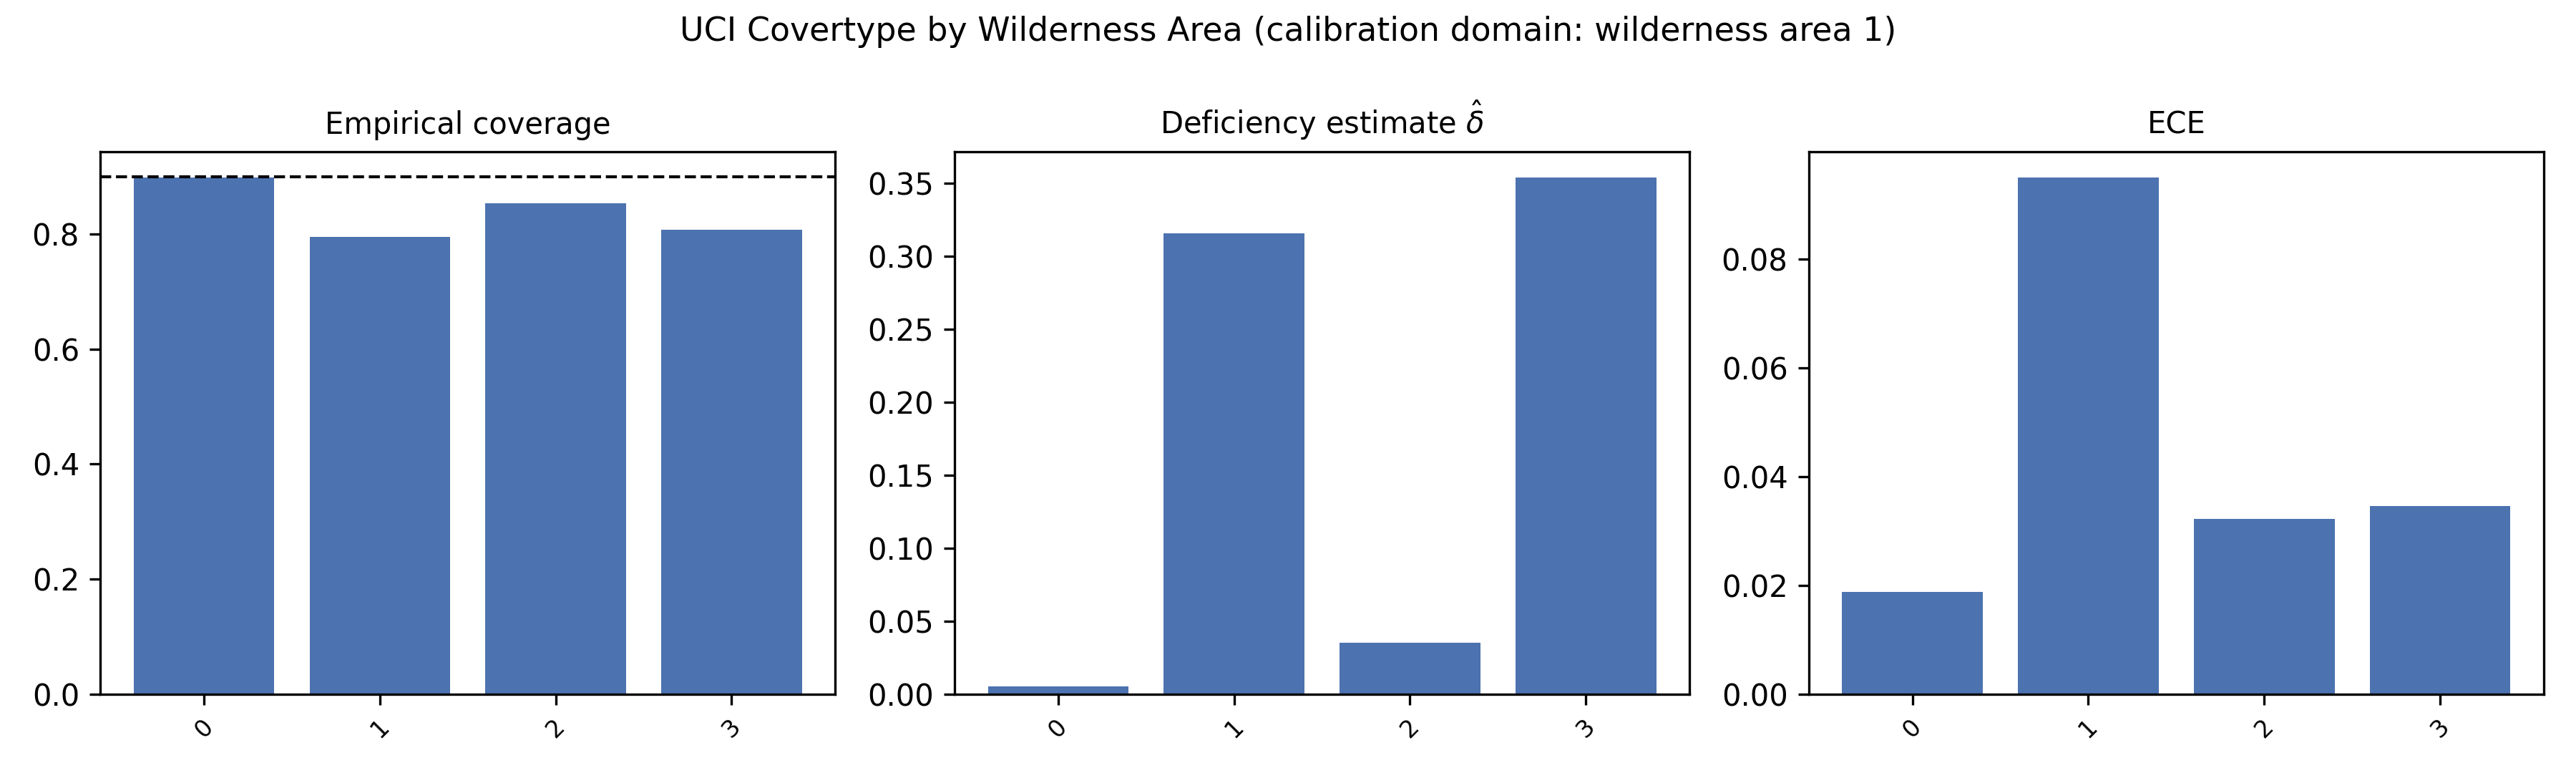 UCI Covertype by Wilderness Area (calibration domain: wilderness area 1)
Empirical coverage
0.8
0.6
0.4
0.2
0.0
0 1 2 3
Deficiency estimate δ̂
0.35
0.30
0.25
0.20
0.15
0.10
0.05
0.00
0 1 2 3
ECE
0.08
0.06
0.04
0.02
0.00
0 1 2 3